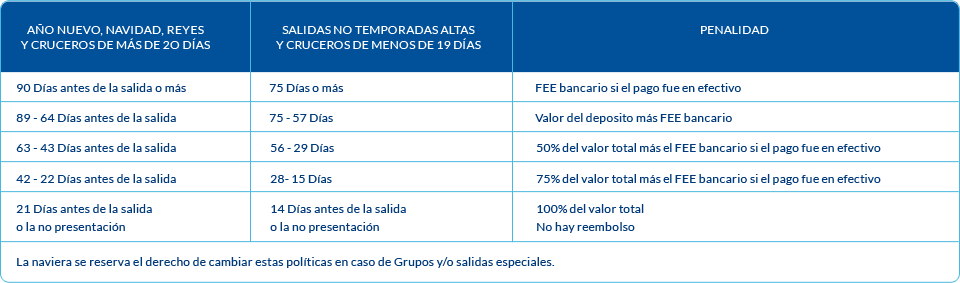 AÑO NUEVO, NAVIDAD, REYES
Y CRUCEROS DE MÁS DE 20 DÍAS
SALIDAS NO TEMPORADAS ALTAS
Y CRUCEROS DE MENOS DE 19 DÍAS
PENALIDAD
90 Días antes de la salida o más
75 Días o más
FEE bancario si el pago fue en efectivo
89 - 64 Días antes de la salida
75 - 57 Días
Valor del deposito más FEE bancario
63 - 43 Días antes de la salida
56 - 29 Días
50% del valor total más el FEE bancario si el pago fue en efectivo
42 - 22 Días antes de la salida
28- 15 Días
75% del valor total más el FEE bancario si el pago fue en efectivo
21 Días antes de la salida
o la no presentación
14 Días antes de la salida
o la no presentación
100% del valor total
No hay reembolso
La naviera se reserva el derecho de cambiar estas políticas en caso de Grupos y/o salidas especiales.